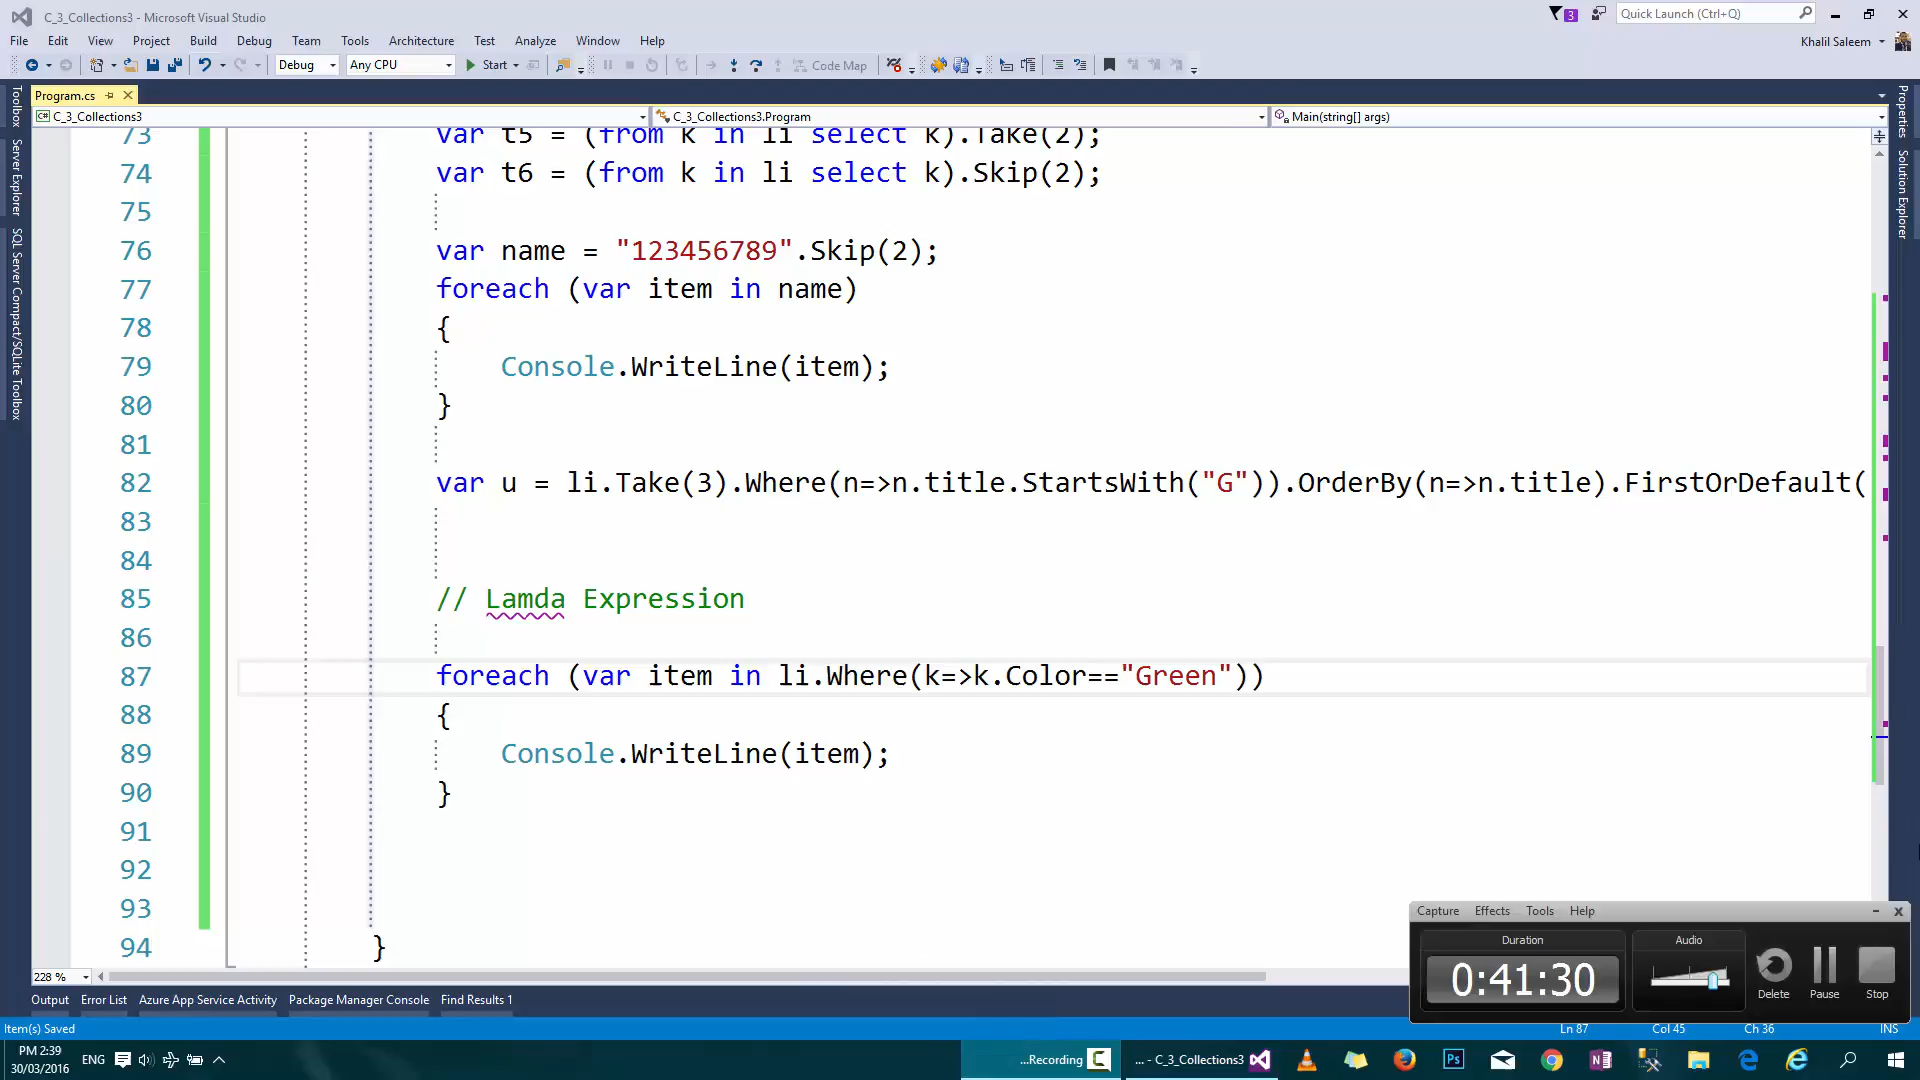 C_3_Collections3 - Microsoft Visual Studio
3
Quick Launch (Ctrl+Q)
File Edit View Project Build Debug Team Tools Architecture Test Analyze Window Help
Khalil Saleem
Debug Any CPU Start Code Map
Program.cs
C# C_3_Collections3 C_3_Collections3.Program Main(string[] args)
Toolbox
Server Explorer
SQL Server Compact/SQLite Toolbox
Properties
Solution Explorer
73 var t5 = (from k in li select k).Take(2);
74 var t6 = (from k in li select k).Skip(2);
75
76 var name = "123456789".Skip(2);
77 foreach (var item in name)
78 {
79 Console.WriteLine(item);
80 }
81
82 var u = li.Take(3).Where(n=>n.title.StartsWith("G")).OrderBy(n=>n.title).FirstOrDefault(
83
84
85 // Lamda Expression
86
87 foreach (var item in li.Where(k=>k.Color=="Green"))
88 {
89 Console.WriteLine(item);
90 }
91
92
93
94 }
228 %
Capture Effects Tools Help
Duration
0:41:30
Audio
Delete Pause Stop
Output Error List Azure App Service Activity Package Manager Console Find Results 1
Item(s) Saved Ln 87 Col 45 Ch 36 INS
PM 2:39
30/03/2016
ENG
...Recording
... - C_3_Collections3
Ps